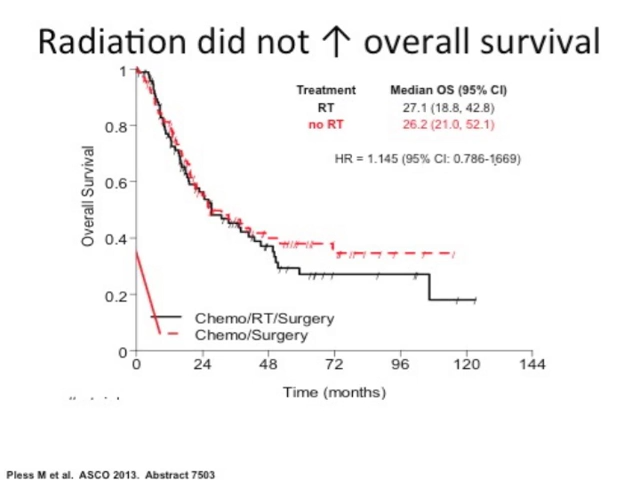 Radiation did not ↑ overall survival
Treatment Median OS (95% CI)
RT 27.1 (18.8, 42.8)
no RT 26.2 (21.0, 52.1)
HR = 1.145 (95% CI: 0.786-1669)
Overall Survival
1
0.8
0.6
0.4
0.2
0
Chemo/RT/Surgery
Chemo/Surgery
0 24 48 72 96 120 144
Time (months)
Pless M et al. ASCO 2013. Abstract 7503